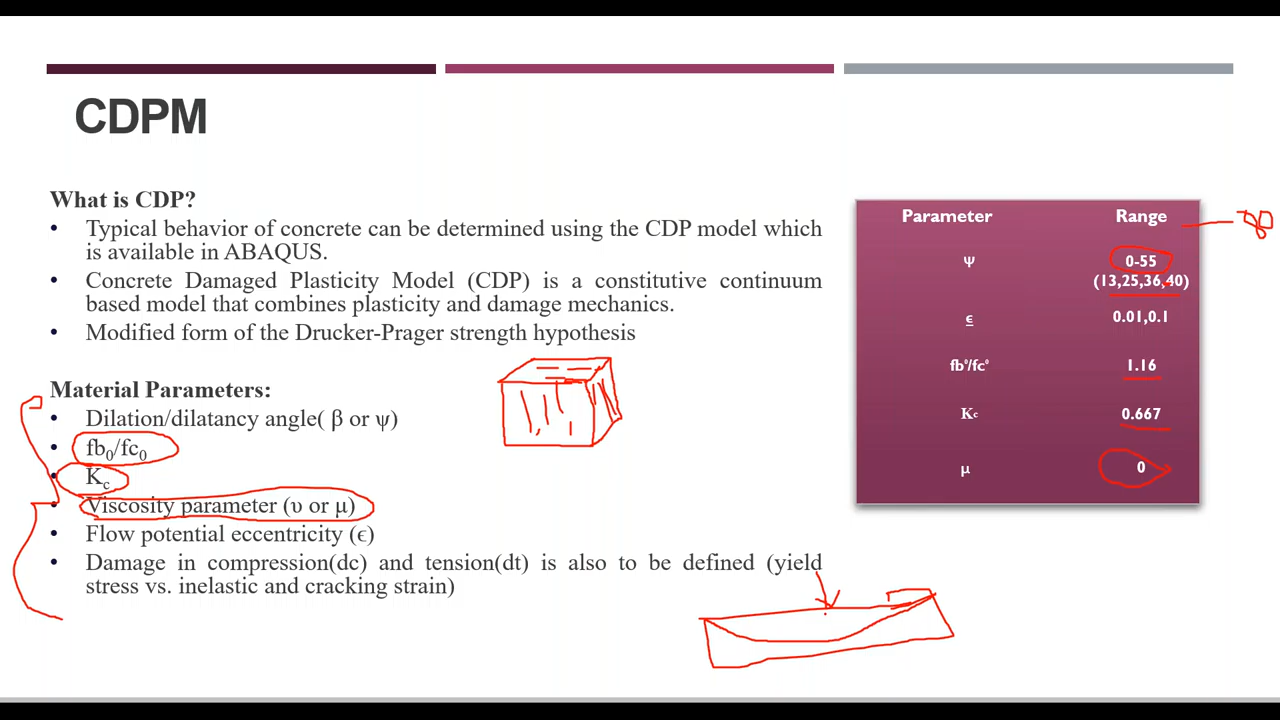 CDPM
What is CDP?
• Typical behavior of concrete can be determined using the CDP model which
is available in ABAQUS.
• Concrete Damaged Plasticity Model (CDP) is a constitutive continuum
based model that combines plasticity and damage mechanics.
• Modified form of the Drucker-Prager strength hypothesis
Material Parameters:
• Dilation/dilatancy angle( β or ψ)
• fb₀/fc₀
• K꜀
• Viscosity parameter (υ or μ)
• Flow potential eccentricity (ϵ)
• Damage in compression(dc) and tension(dt) is also to be defined (yield
stress vs. inelastic and cracking strain)
Parameter Range
Ψ 0-55
(13,25,36,40)
ϵ 0.01,0.1
fb⁰/fc⁰ 1.16
Kc 0.667
μ 0